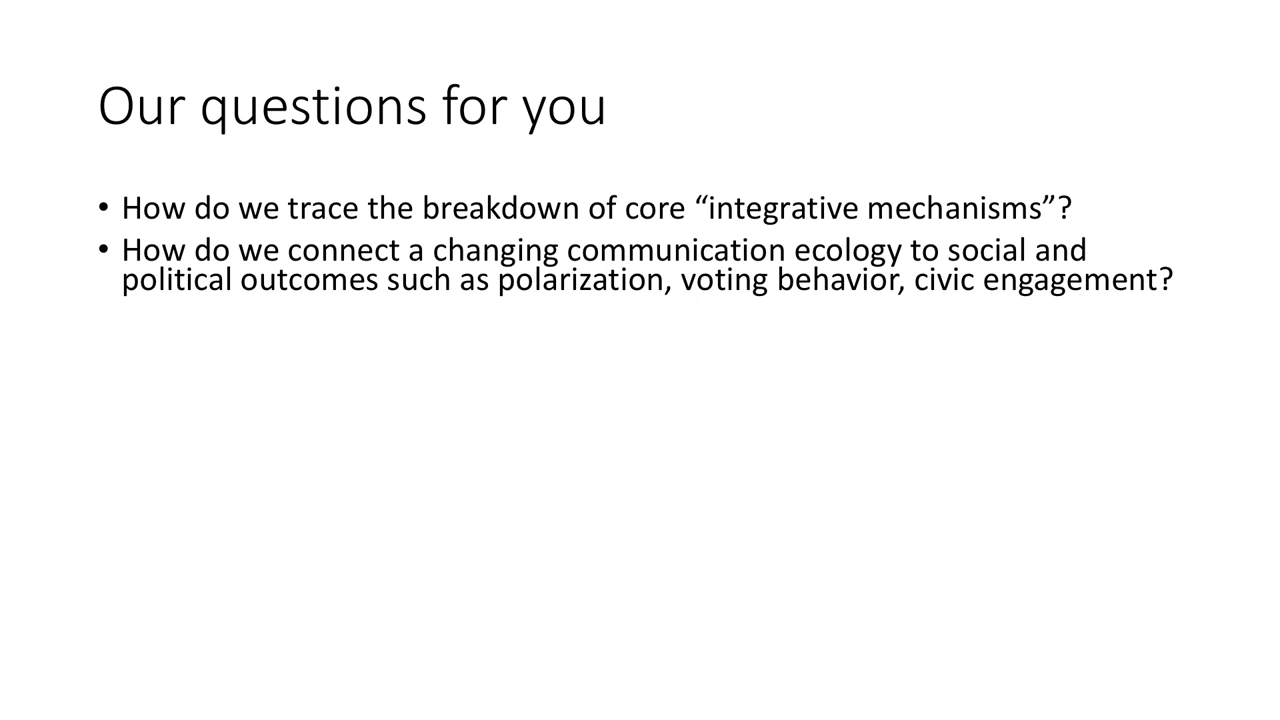 Our questions for you
• How do we trace the breakdown of core “integrative mechanisms”?
• How do we connect a changing communication ecology to social and
political outcomes such as polarization, voting behavior, civic engagement?